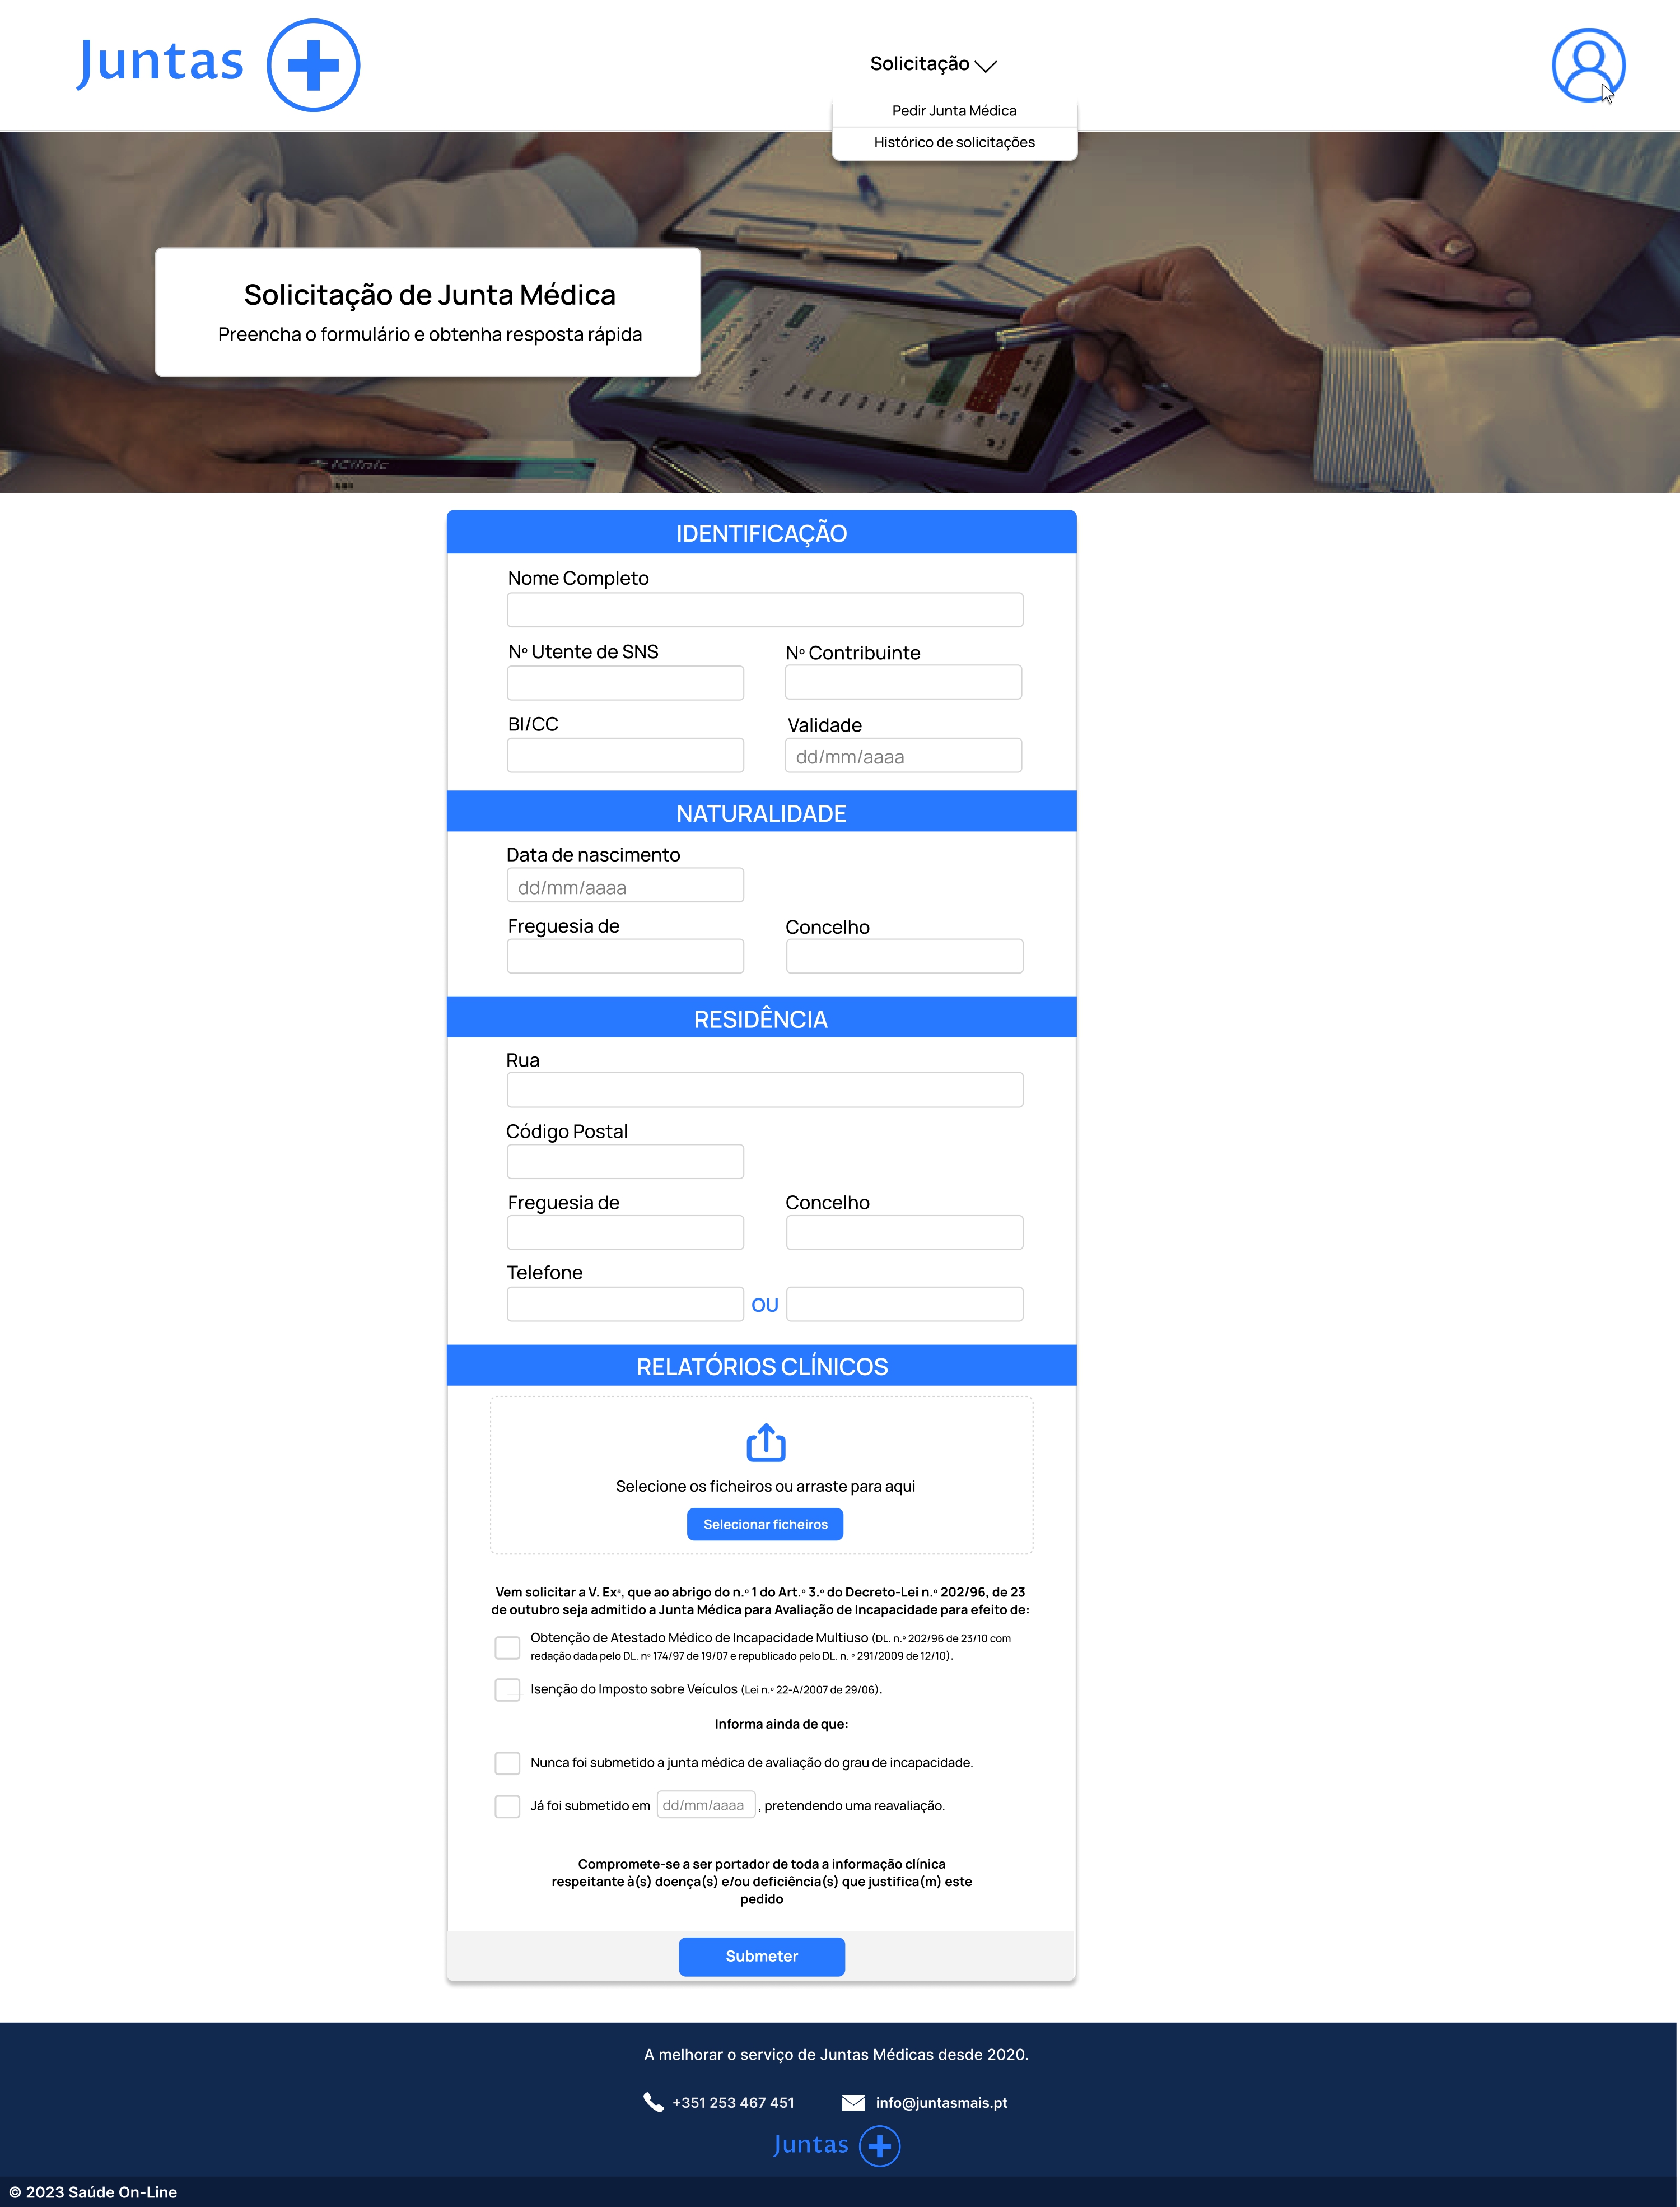 Juntas
Solicitação
Pedir Junta Médica
Histórico de solicitações
Solicitação de Junta Médica
Preencha o formulário e obtenha resposta rápida
iClinic
IDENTIFICAÇÃO
Nome Completo
Nº Utente de SNS
Nº Contribuinte
BI/CC
Validade
dd/mm/aaaa
NATURALIDADE
Data de nascimento
dd/mm/aaaa
Freguesia de
Concelho
RESIDÊNCIA
Rua
Código Postal
Freguesia de
Concelho
Telefone
OU
RELATÓRIOS CLÍNICOS
Selecione os ficheiros ou arraste para aqui
Selecionar ficheiros
Vem solicitar a V. Exª, que ao abrigo do n.º 1 do Art.º 3.º do Decreto-Lei n.º 202/96, de 23
de outubro seja admitido a Junta Médica para Avaliação de Incapacidade para efeito de:
Obtenção de Atestado Médico de Incapacidade Multiuso (DL. n.º 202/96 de 23/10 com
redação dada pelo DL. nº 174/97 de 19/07 e republicado pelo DL. n. º 291/2009 de 12/10).
Isenção do Imposto sobre Veículos (Lei n.º 22-A/2007 de 29/06).
Informa ainda de que:
Nunca foi submetido a junta médica de avaliação do grau de incapacidade.
Já foi submetido em dd/mm/aaaa , pretendendo uma reavaliação.
Compromete-se a ser portador de toda a informação clínica
respeitante à(s) doença(s) e/ou deficiência(s) que justifica(m) este
pedido
Submeter
A melhorar o serviço de Juntas Médicas desde 2020.
+351 253 467 451
info@juntasmais.pt
Juntas
© 2023 Saúde On-Line